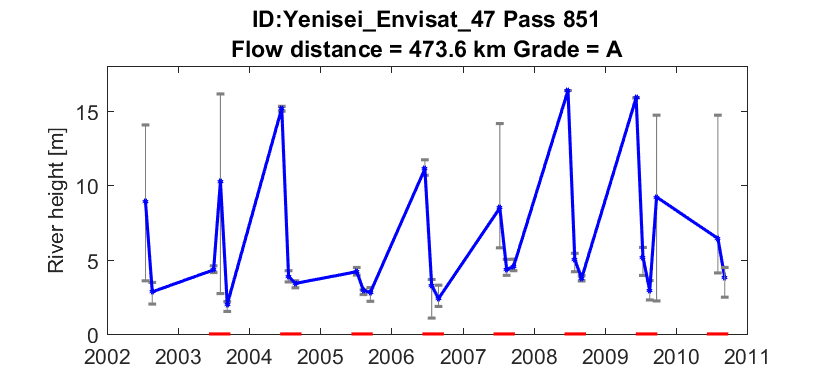 ID:Yenisei_Envisat_47 Pass 851
Flow distance = 473.6 km Grade = A
River height [m]
15
10
5
0
2002 2003 2004 2005 2006 2007 2008 2009 2010 2011